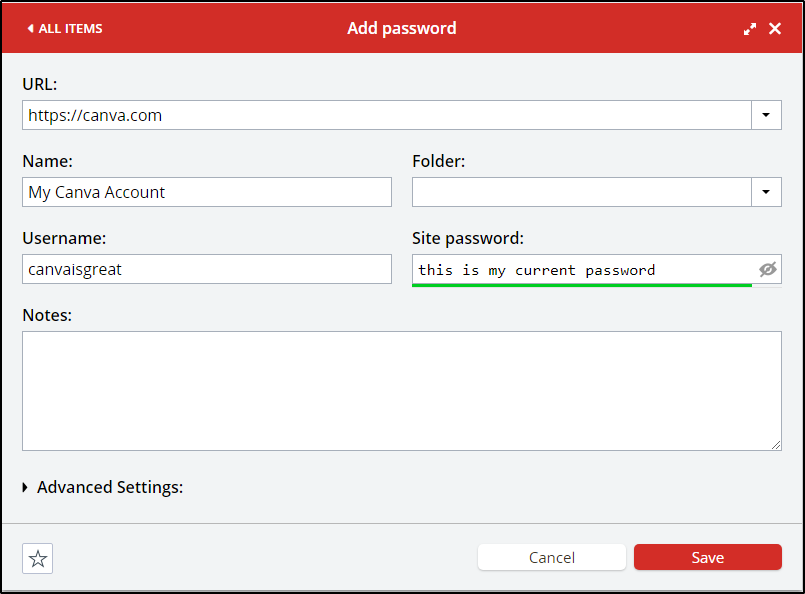 ALL ITEMS
Add password
URL:
https://canva.com
Name:
Folder:
My Canva Account
Username:
Site password:
canvaisgreat
this is my current password
Notes:
Advanced Settings:
Cancel
Save